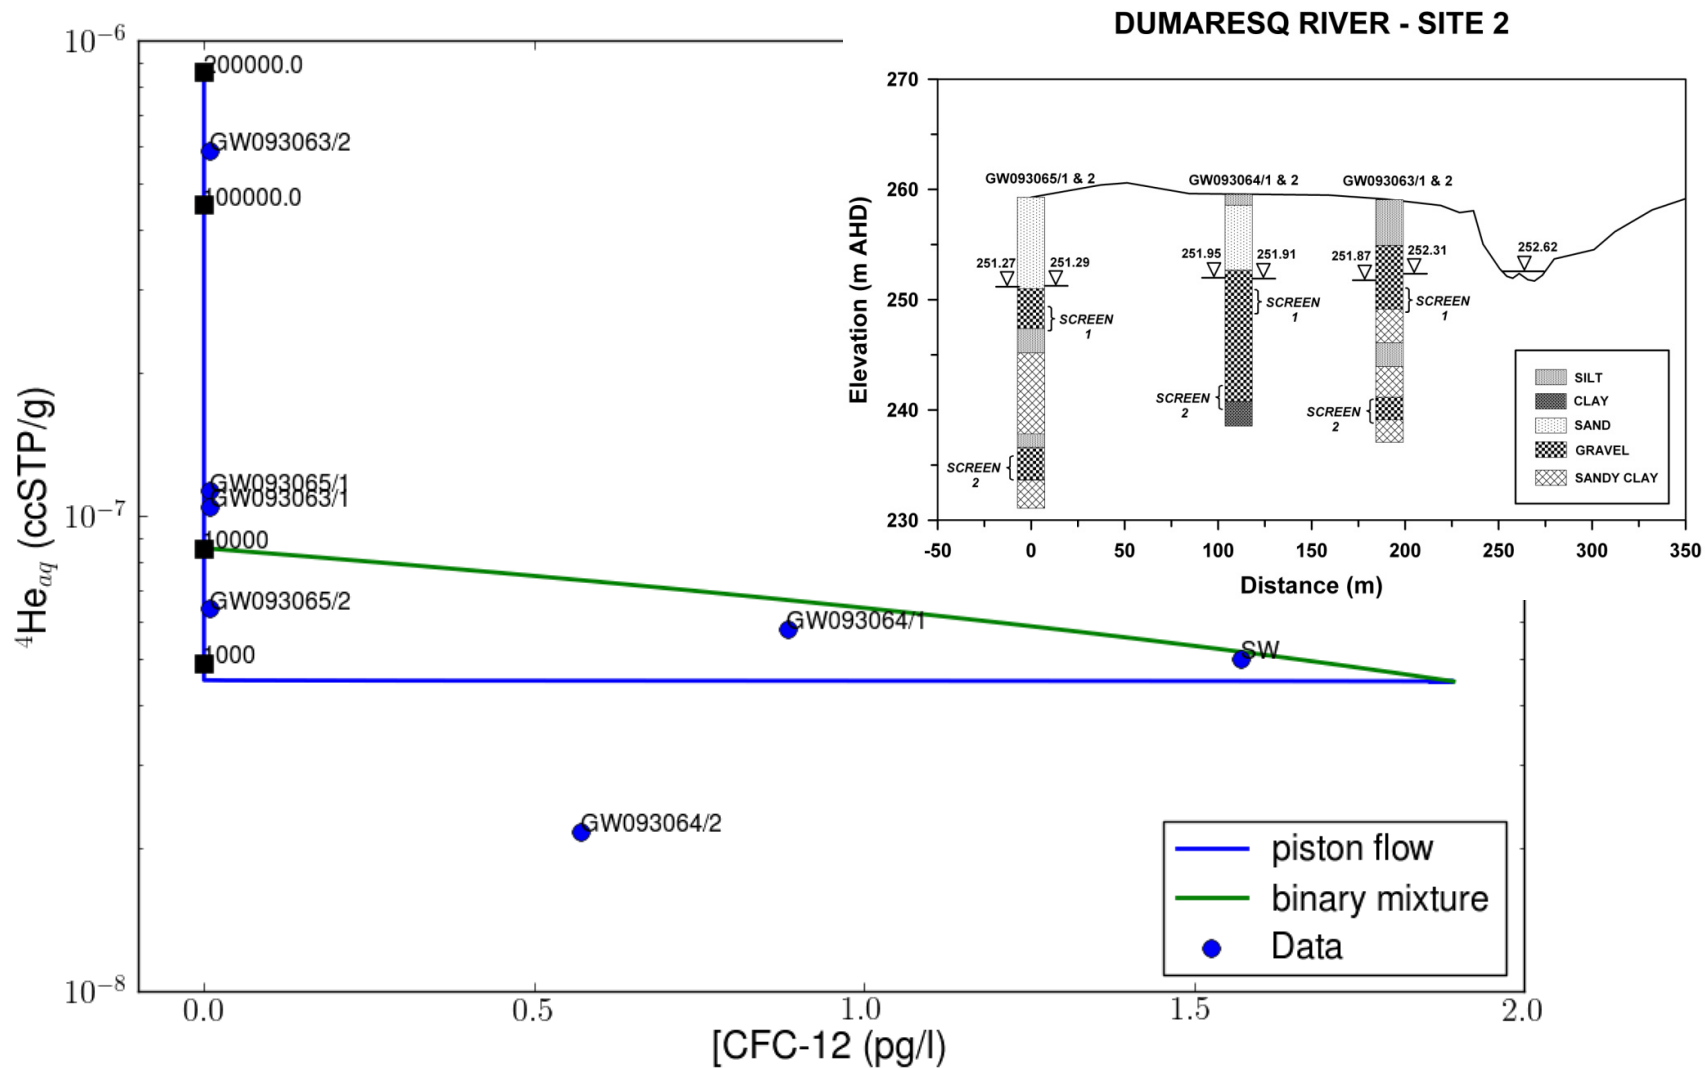 DUMARESQ RIVER - SITE 2
10⁻⁶
200000.0
GW093063/2
100000.0
GW093065/1
GW093063/1
10⁻⁷
10000
GW093065/2
1000
GW093064/1
SW
GW093064/2
10⁻⁸
0.0 0.5 1.0 1.5 2.0
[CFC-12 (pg/l)
⁴Heaq (ccSTP/g)
piston flow
binary mixture
Data
270
260
250
240
230
Elevation (m AHD)
GW093065/1 & 2
GW093064/1 & 2
GW093063/1 & 2
251.27
251.29
251.95
251.91
251.87
252.31
252.62
SCREEN
1
SCREEN
1
SCREEN
1
SCREEN
2
SCREEN
2
SCREEN
2
SILT
CLAY
SAND
GRAVEL
SANDY CLAY
-50 0 50 100 150 200 250 300 350
Distance (m)